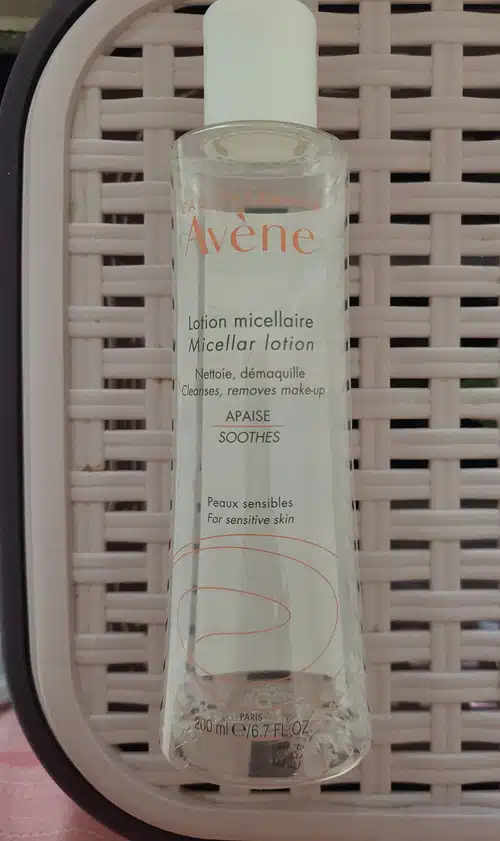 Avène
Lotion micellaire
Micellar lotion
Nettoie, démaquille
Cleanses, removes make-up
APAISE
SOOTHES
Peaux sensibles
For sensitive skin
PARIS
200 ml ℮/6.7 FL.OZ.